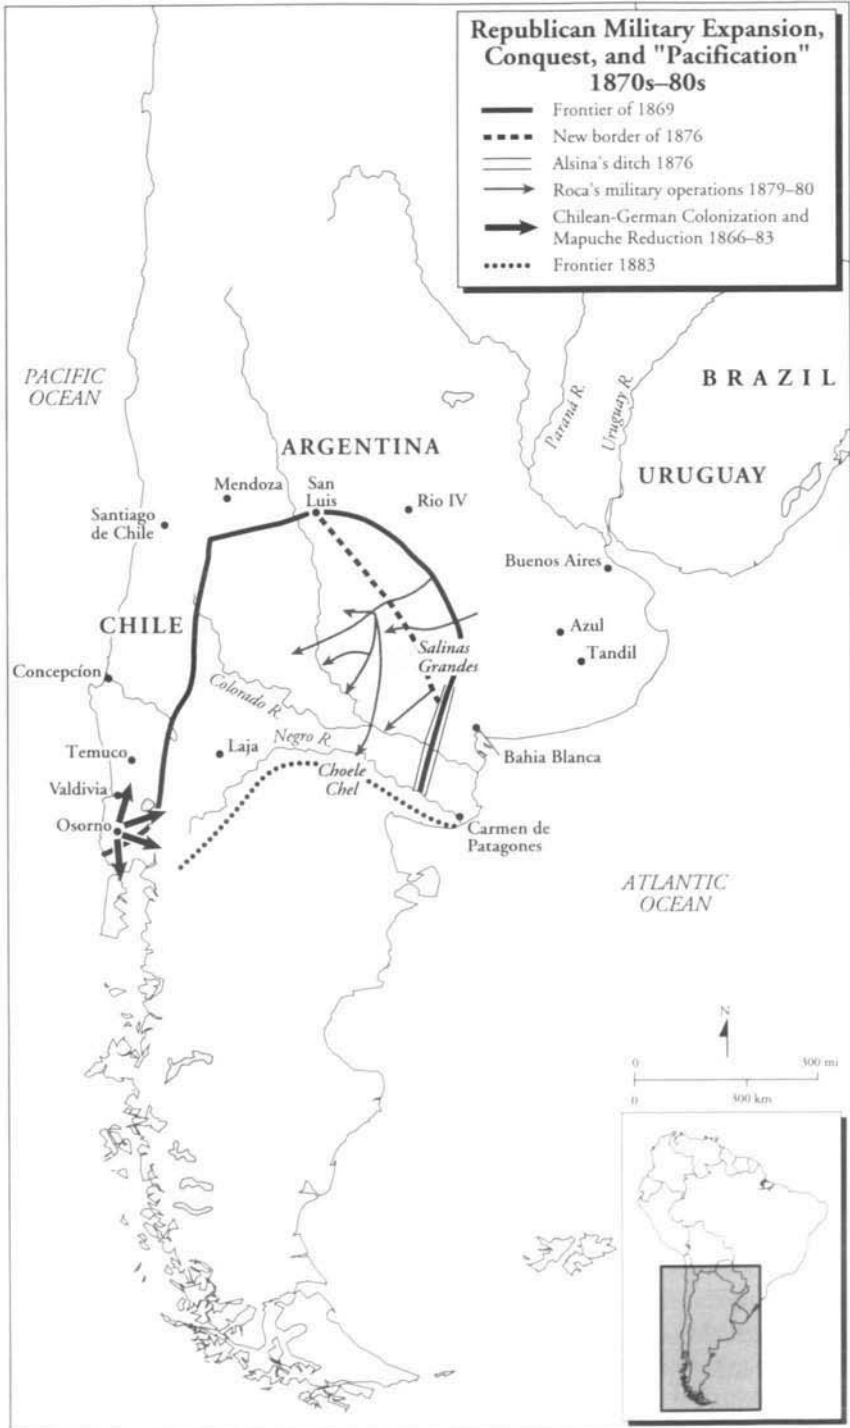 Republican Military Expansion,
Conquest, and "Pacification"
1870s–80s
Frontier of 1869
New border of 1876
Alsina's ditch 1876
Roca's military operations 1879–80
Chilean-German Colonization and
Mapuche Reduction 1866–83
Frontier 1883
PACIFIC
OCEAN
BRAZIL
Paraná R.
Uruguay R.
ARGENTINA
URUGUAY
Mendoza
San
Luis
Rio IV
Santiago
de Chile
Buenos Aires
CHILE
Azul
Salinas
Grandes
Tandil
Concepcíon
Colorado R.
Negro R.
Laja
Temuco
Bahia Blanca
Choele
Chel
Valdivia
Osorno
Carmen de
Patagones
ATLANTIC
OCEAN
N
0 300 mi
0 300 km